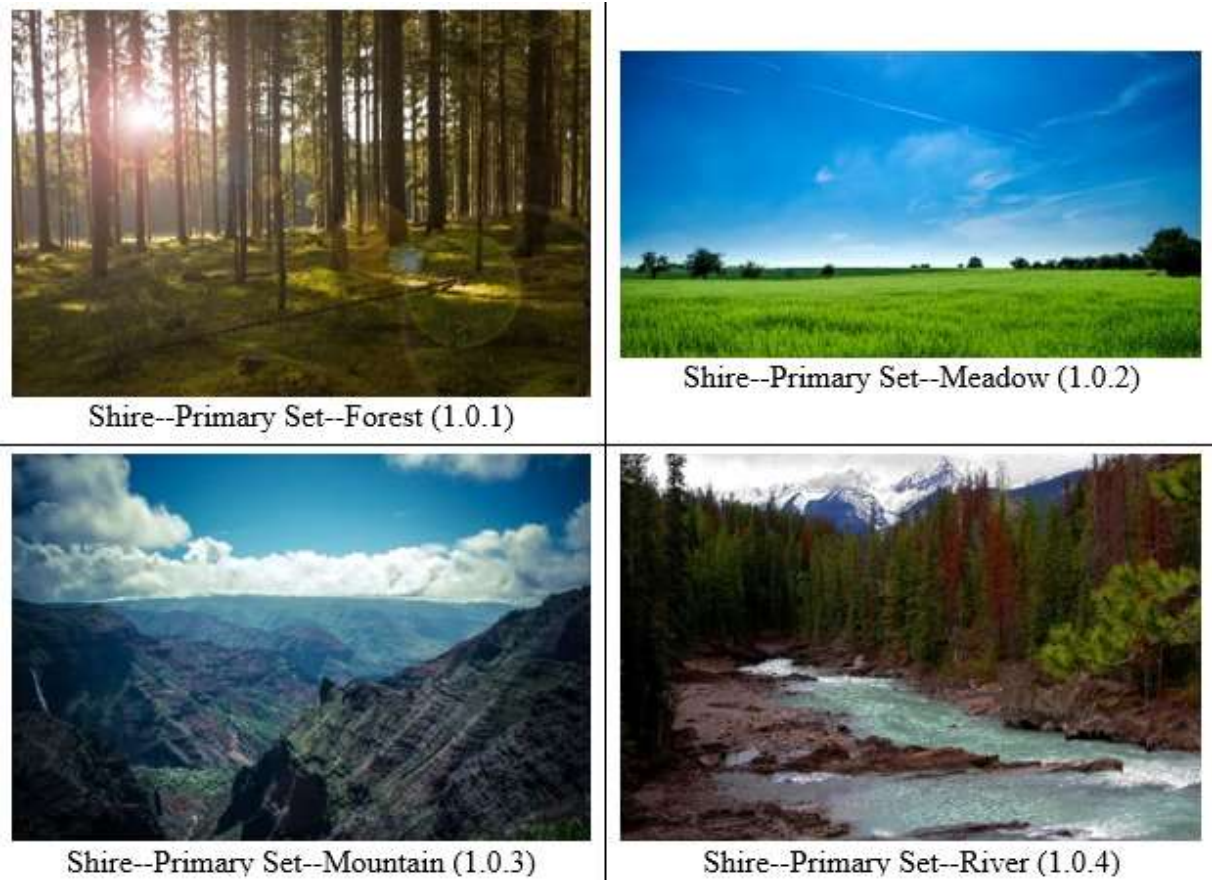 Shire--Primary Set--Forest (1.0.1)
Shire--Primary Set--Meadow (1.0.2)
Shire--Primary Set--Mountain (1.0.3)
Shire--Primary Set--River (1.0.4)